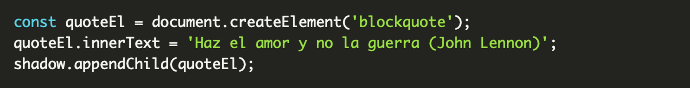 const quoteEl = document.createElement('blockquote');
quoteEl.innerText = 'Haz el amor y no la guerra (John Lennon)';
shadow.appendChild(quoteEl);